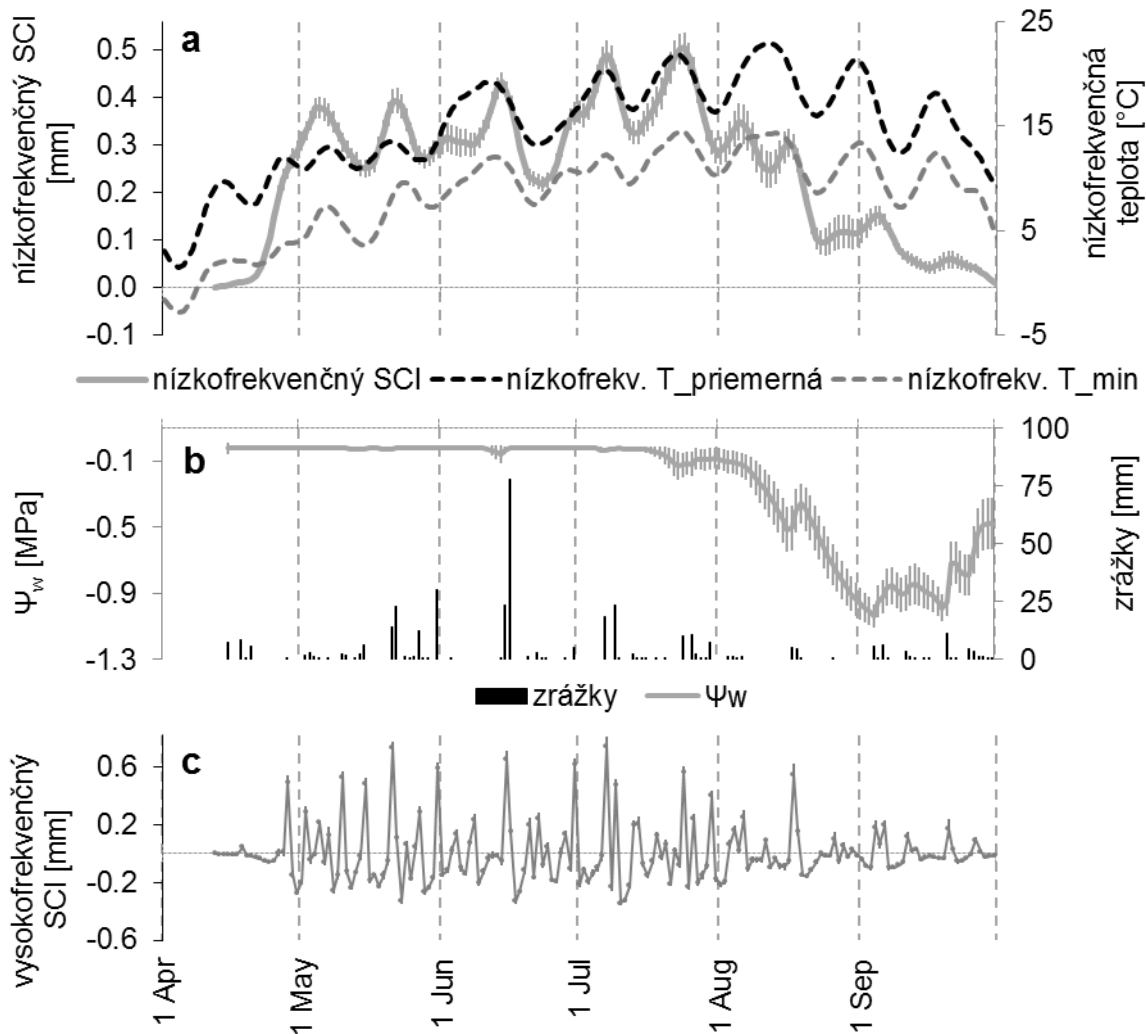 a
nízkofrekvenčný SCI
[mm]
0.5
0.4
0.3
0.2
0.1
0.0
-0.1
25
15
5
-5
nízkofrekvenčná
teplota [°C]
nízkofrekvenčný SCI
nízkofrekv. T_priemerná
nízkofrekv. T_min
b
Ψw [MPa]
-0.1
-0.5
-0.9
-1.3
100
75
50
25
0
zrážky [mm]
zrážky
Ψw
c
vysokofrekvenčný
SCI [mm]
0.6
0.2
-0.2
-0.6
1 Apr
1 May
1 Jun
1 Jul
1 Aug
1 Sep